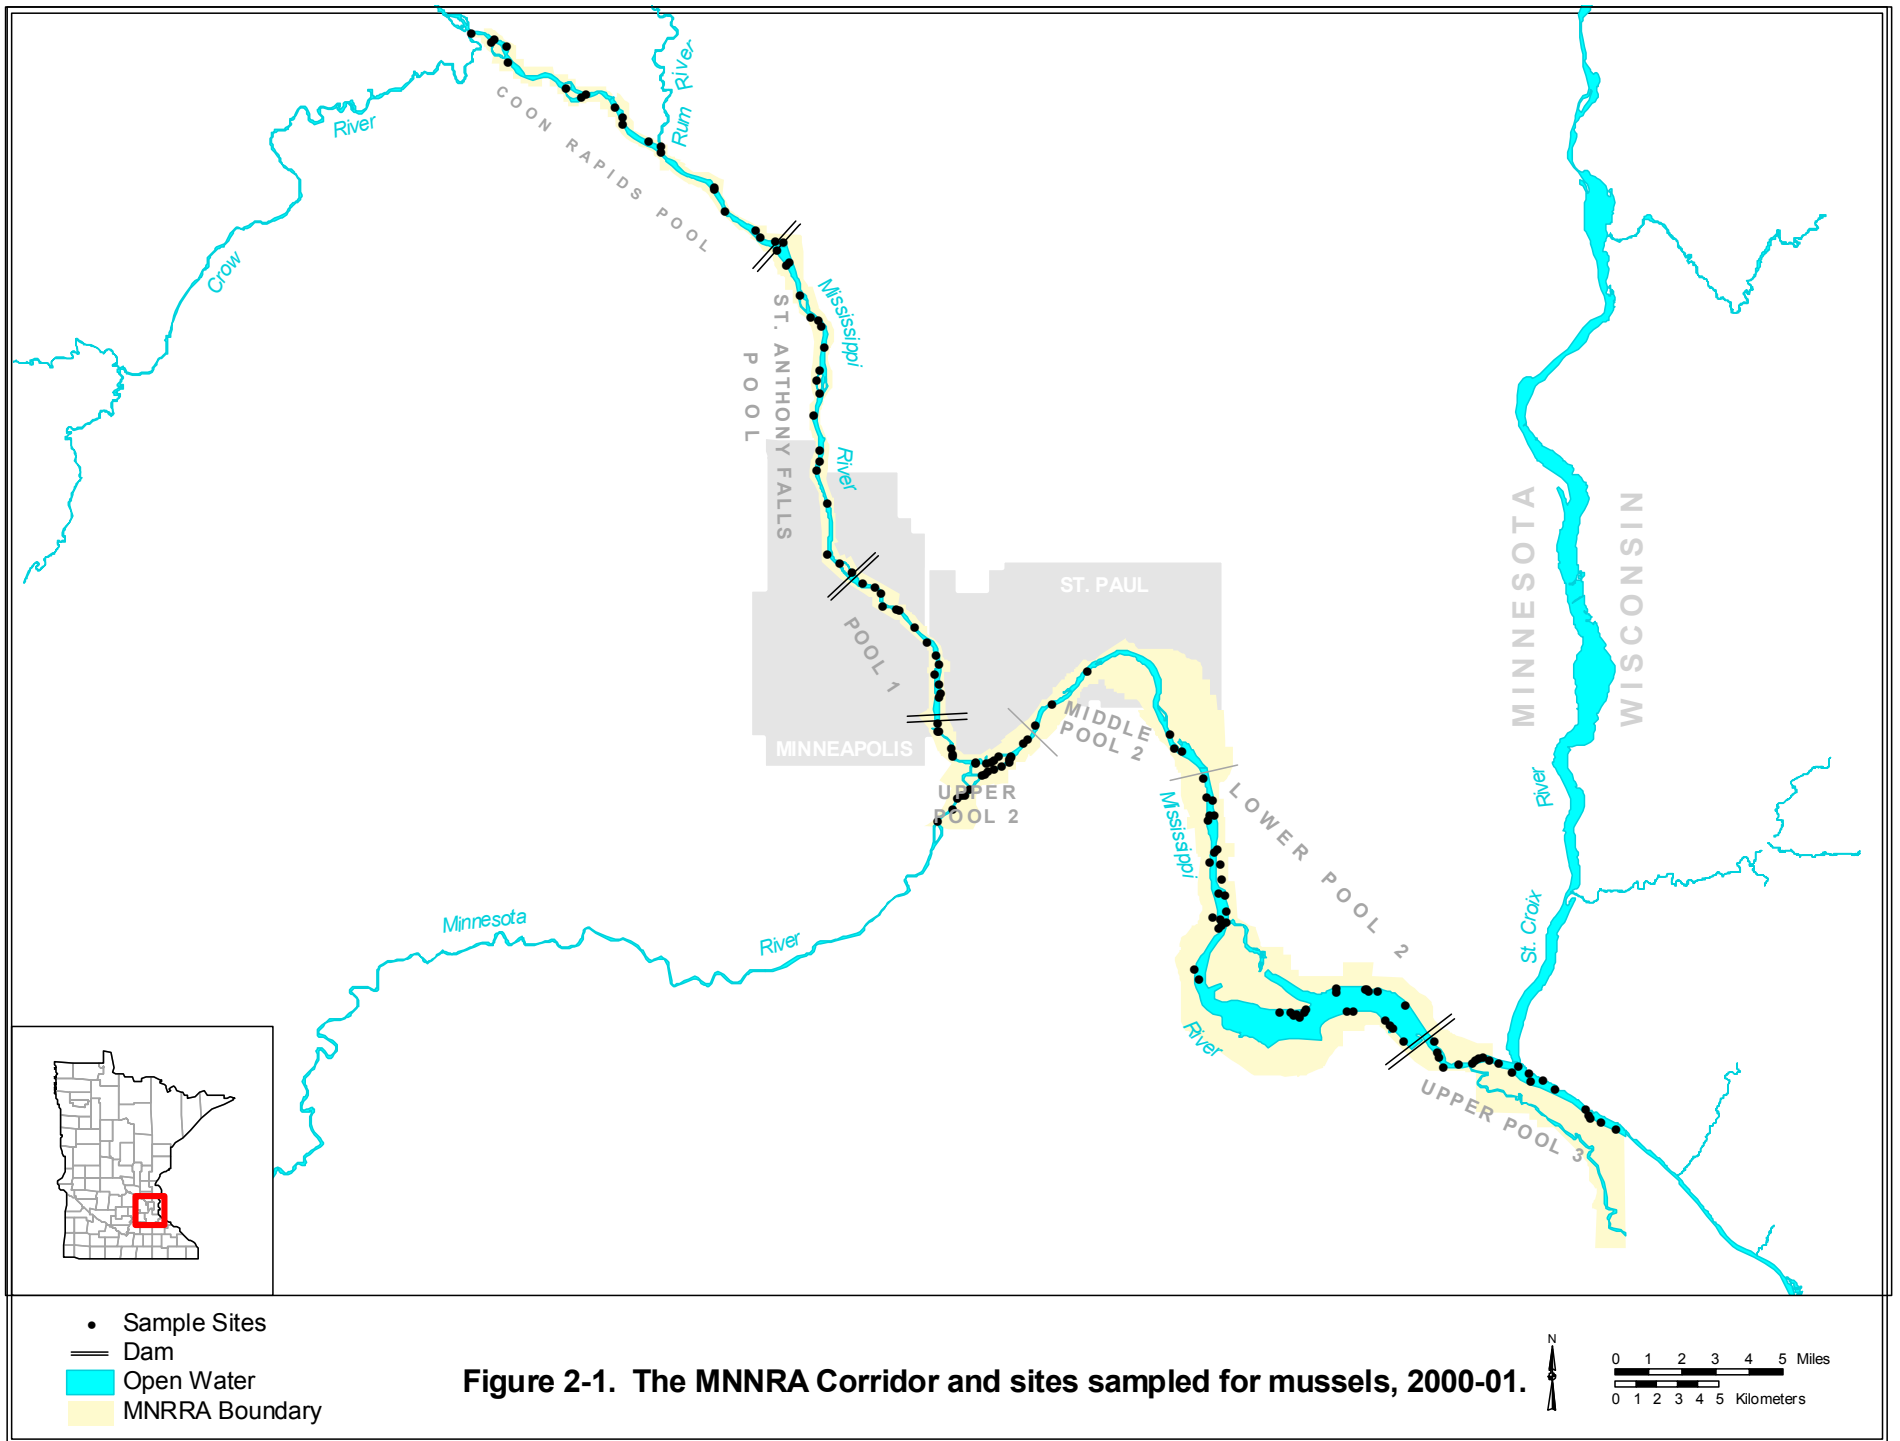 River
Rum River
COON RAPIDS POOL
Crow
Mississippi
ST. ANTHONY FALLS
POOL
River
MINNESOTA
WISCONSIN
ST. PAUL
POOL 1
MIDDLE
POOL 2
MINNEAPOLIS
UPPER
POOL 2
Mississippi
LOWER POOL 2
River
Minnesota
River
St. Croix
River
UPPER POOL 3
Sample Sites
Dam
Open Water
MNRRA Boundary
Figure 2-1. The MNNRA Corridor and sites sampled for mussels, 2000-01.
N
0 1 2 3 4 5 Miles
0 1 2 3 4 5 Kilometers